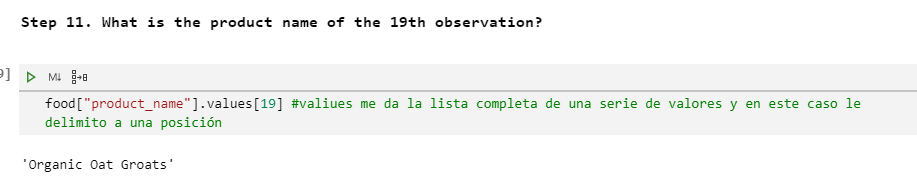 Step 11. What is the product name of the 19th observation?
9]
M↓
food["product_name"].values[19] #valiues me da la lista completa de una serie de valores y en este caso le
delimito a una posición
'Organic Oat Groats'